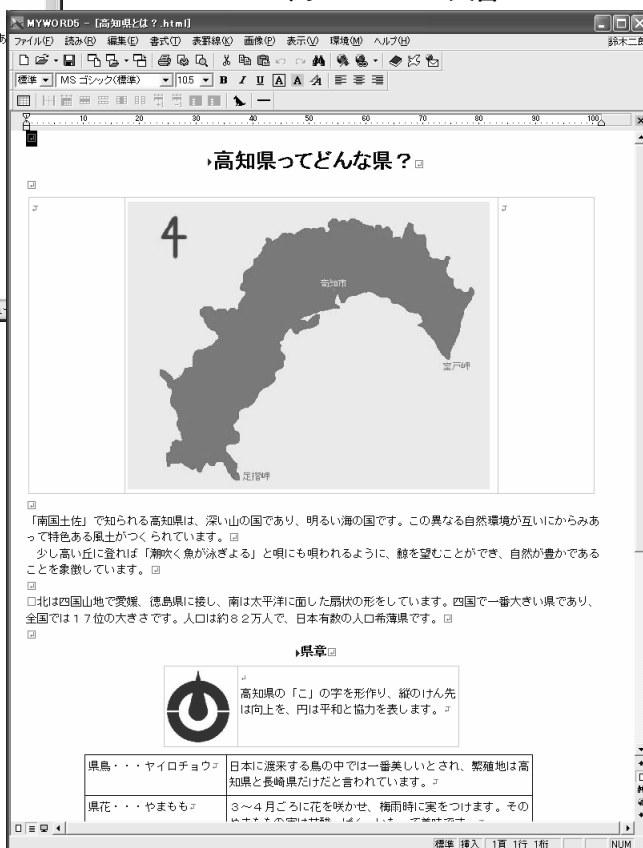 MYWORD5 - [高知県とは?.html]
ファイル(F) 読み(R) 編集(E) 書式(T) 表罫線(K) 画像(P) 表示(V) 環境(M) ヘルプ(H)
鈴木二郎
標準 MS ゴシック(標準) 10.5 B I U A A
10 20 30 40 50 60 70 80 90 100
高知県ってどんな県?
4
高知市
室戸岬
足摺岬
「南国土佐」で知られる高知県は、深い山の国であり、明るい海の国です。この異なる自然環境が互いにからみあ
って特色ある風土がつくられています。
少し高い丘に登れば「潮吹く魚が泳ぎよる」と唄にも唄われるように、鯨を望むことができ、自然が豊かである
ことを象徴しています。
□北は四国山地で愛媛、徳島県に接し、南は太平洋に面した扇状の形をしています。四国で一番大きい県であり、
全国では17位の大きさです。人口は約82万人で、日本有数の人口希薄県です。
県章
高知県の「こ」の字を形作り、縦のけん先
は向上を、円は平和と協力を表します。
県鳥・・・ヤイロチョウ
日本に渡来する鳥の中では一番美しいとされ、繁殖地は高
知県と長崎県だけだと言われています。
県花・・・やまもも
3~4月ごろに花を咲かせ、梅雨時に実をつけます。その
標準 挿入 1頁 1行 1桁 NUM